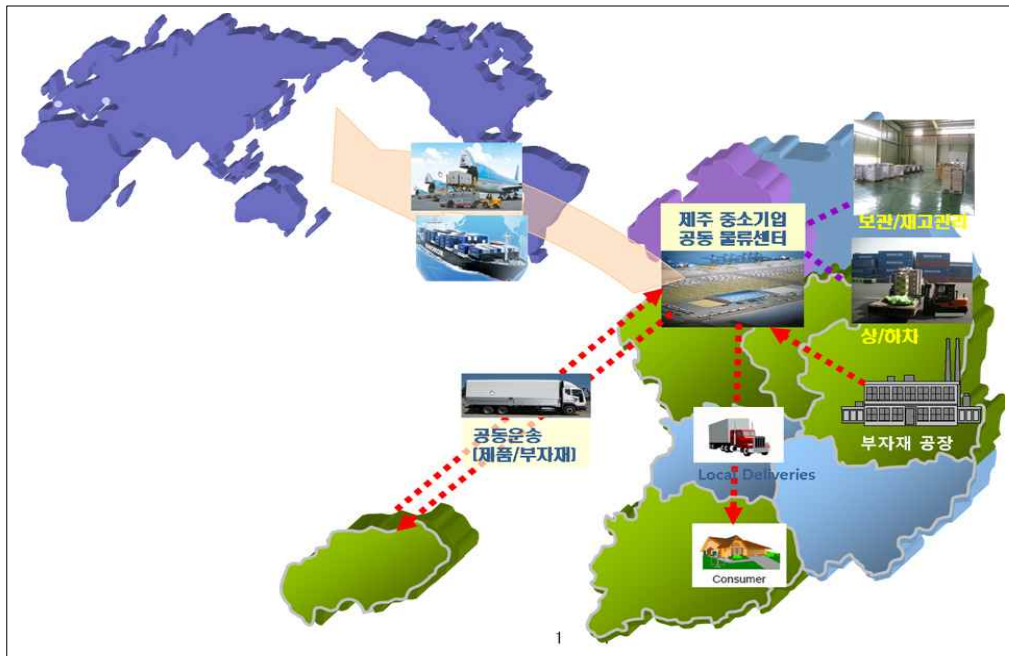 제주 중소기업
공동 물류센터
보관/재고관리
상/하차
부자재 공장
공동운송
(제품/부자재)
Local Deliveries
Consumer
1